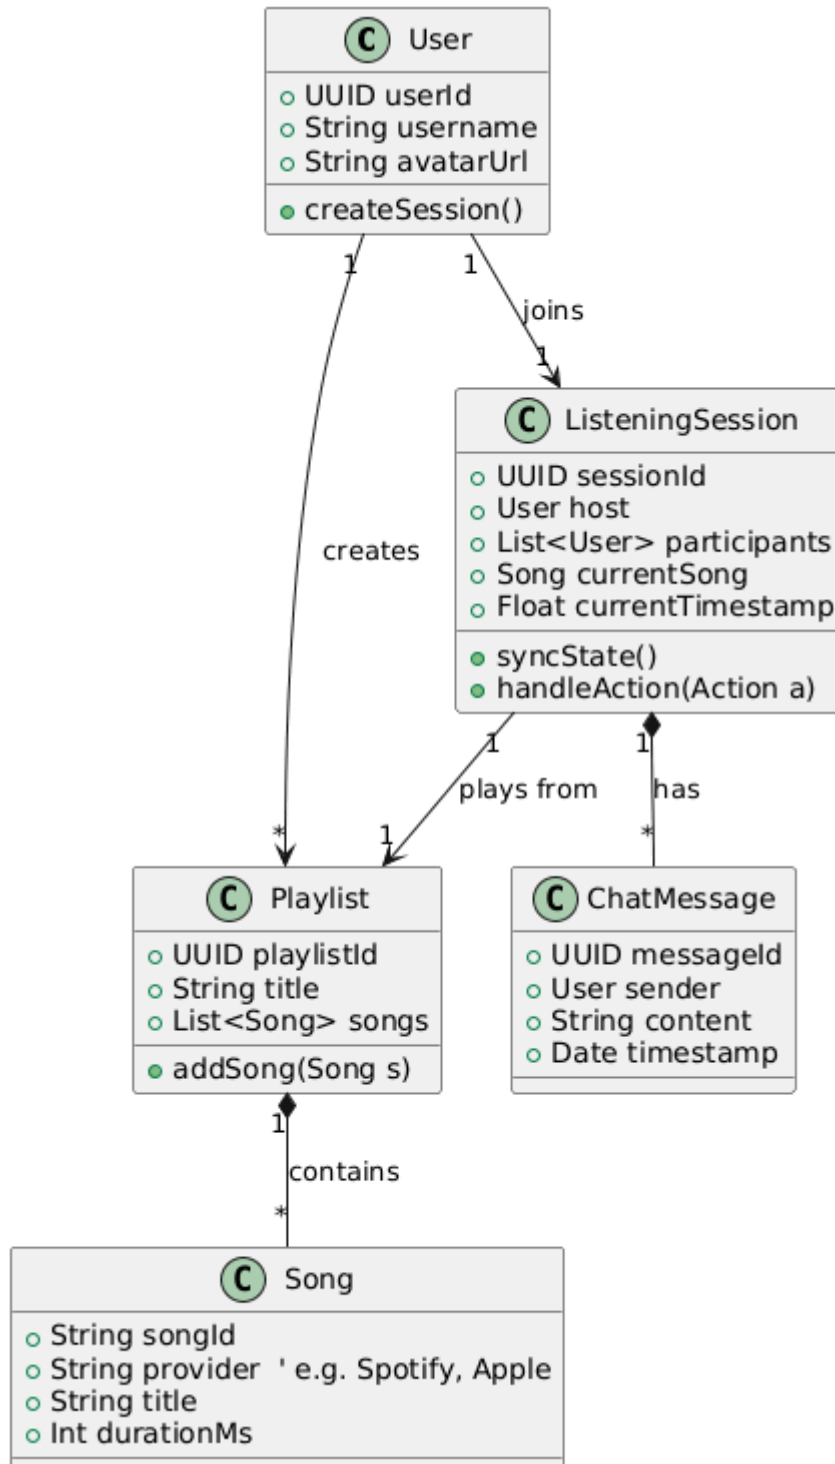 C User
UUID userId
String username
String avatarUrl
createSession()
1
1
joins
1
C ListeningSession
UUID sessionId
User host
List<User> participants
Song currentSong
Float currentTimestamp
syncState()
handleAction(Action a)
creates
1
1
plays from
has
*
1
*
C Playlist
UUID playlistId
String title
List<Song> songs
addSong(Song s)
C ChatMessage
UUID messageId
User sender
String content
Date timestamp
1
contains
*
C Song
String songId
String provider ' e.g. Spotify, Apple
String title
Int durationMs